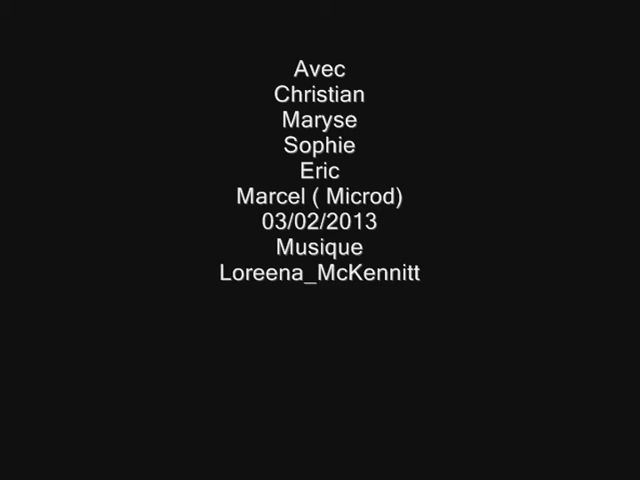 Avec
Christian
Maryse
Sophie
Eric
Marcel ( Microd)
03/02/2013
Musique
Loreena_McKennitt